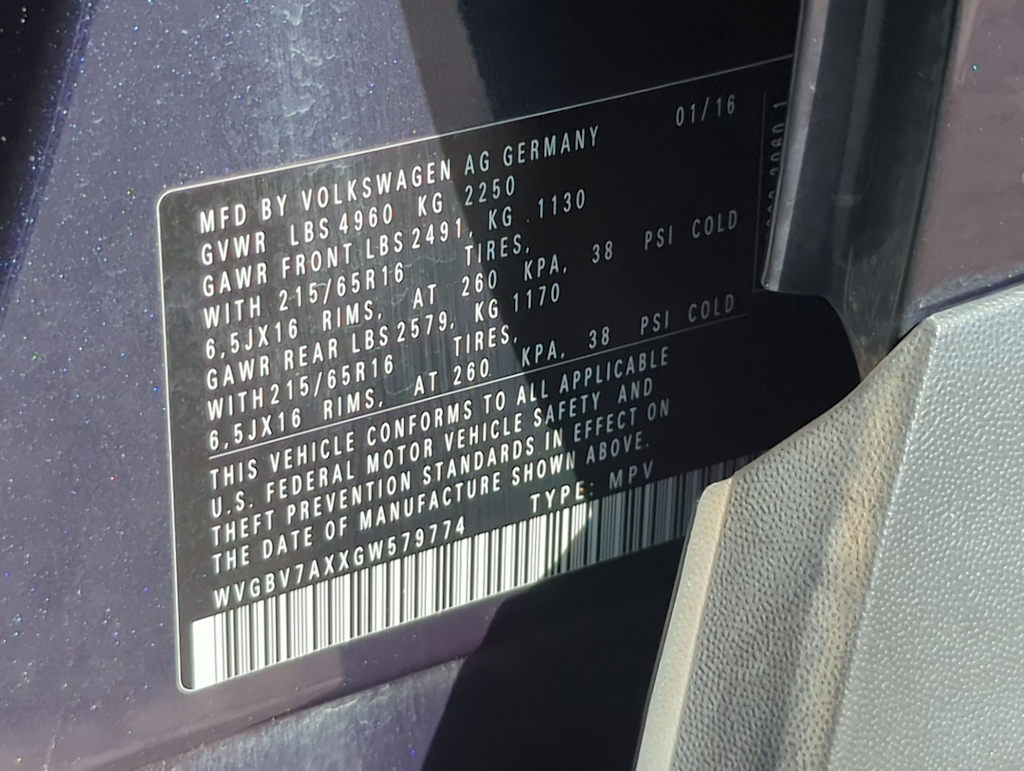 01/16
MFD BY VOLKSWAGEN AG GERMANY
GVWR LBS 4960 KG 2250
GAWR FRONT LBS 2491, KG 1130
WITH 215/65R16 TIRES,
6,5JX16 RIMS, AT 260 KPA, 38 PSI COLD
GAWR REAR LBS 2579, KG 1170
WITH 215/65R16 TIRES,
6,5JX16 RIMS, AT 260 KPA, 38 PSI COLD
THIS VEHICLE CONFORMS TO ALL APPLICABLE
U.S. FEDERAL MOTOR VEHICLE SAFETY AND
THEFT PREVENTION STANDARDS IN EFFECT ON
THE DATE OF MANUFACTURE SHOWN ABOVE.
WVGBV7AXXGW579774 TYPE: MPV